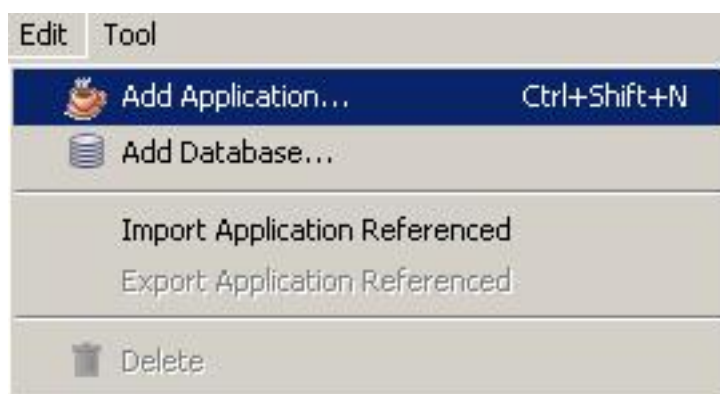 Edit Tool
Add Application... Ctrl+Shift+N
Add Database...
Import Application Referenced
Export Application Referenced
Delete